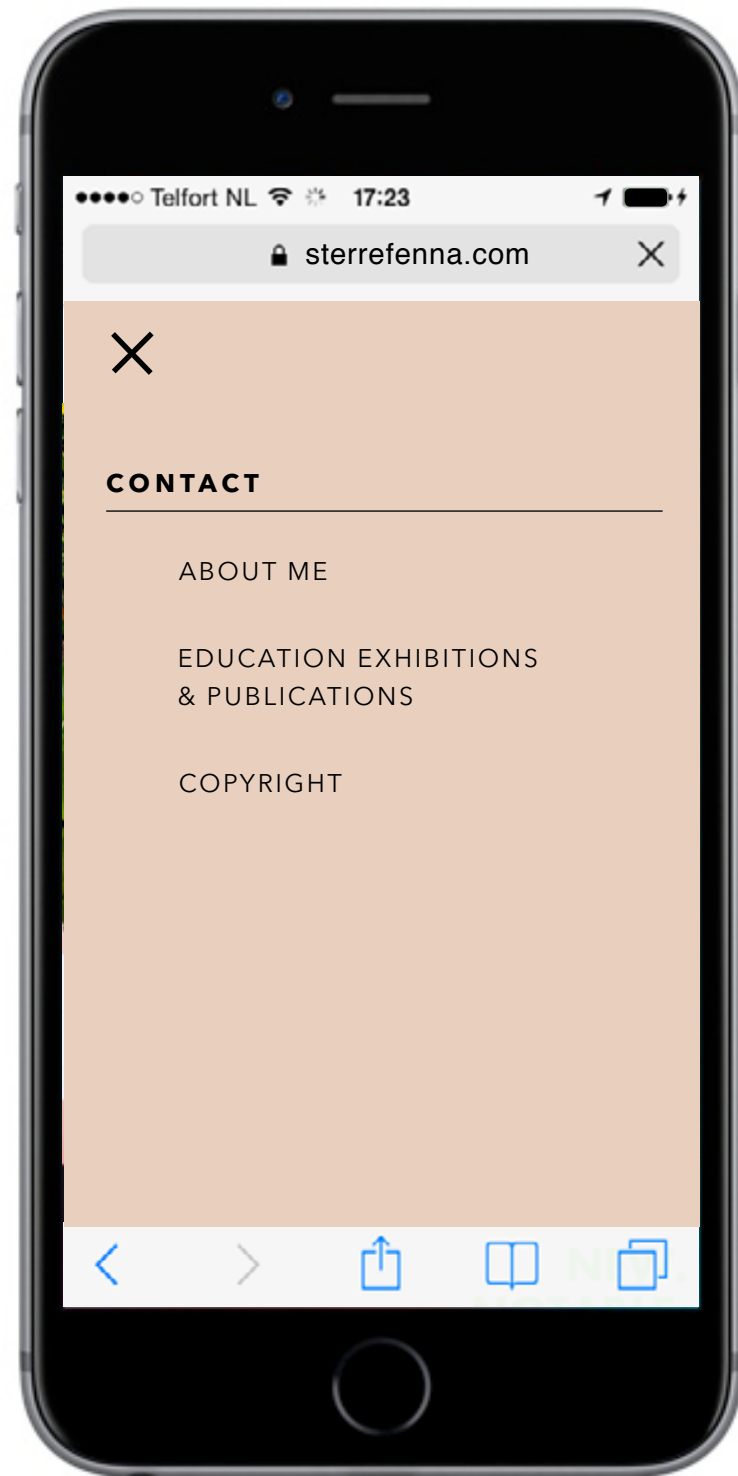 Telfort NL 17:23
sterrefenna.com
CONTACT
ABOUT ME
EDUCATION EXHIBITIONS
& PUBLICATIONS
COPYRIGHT